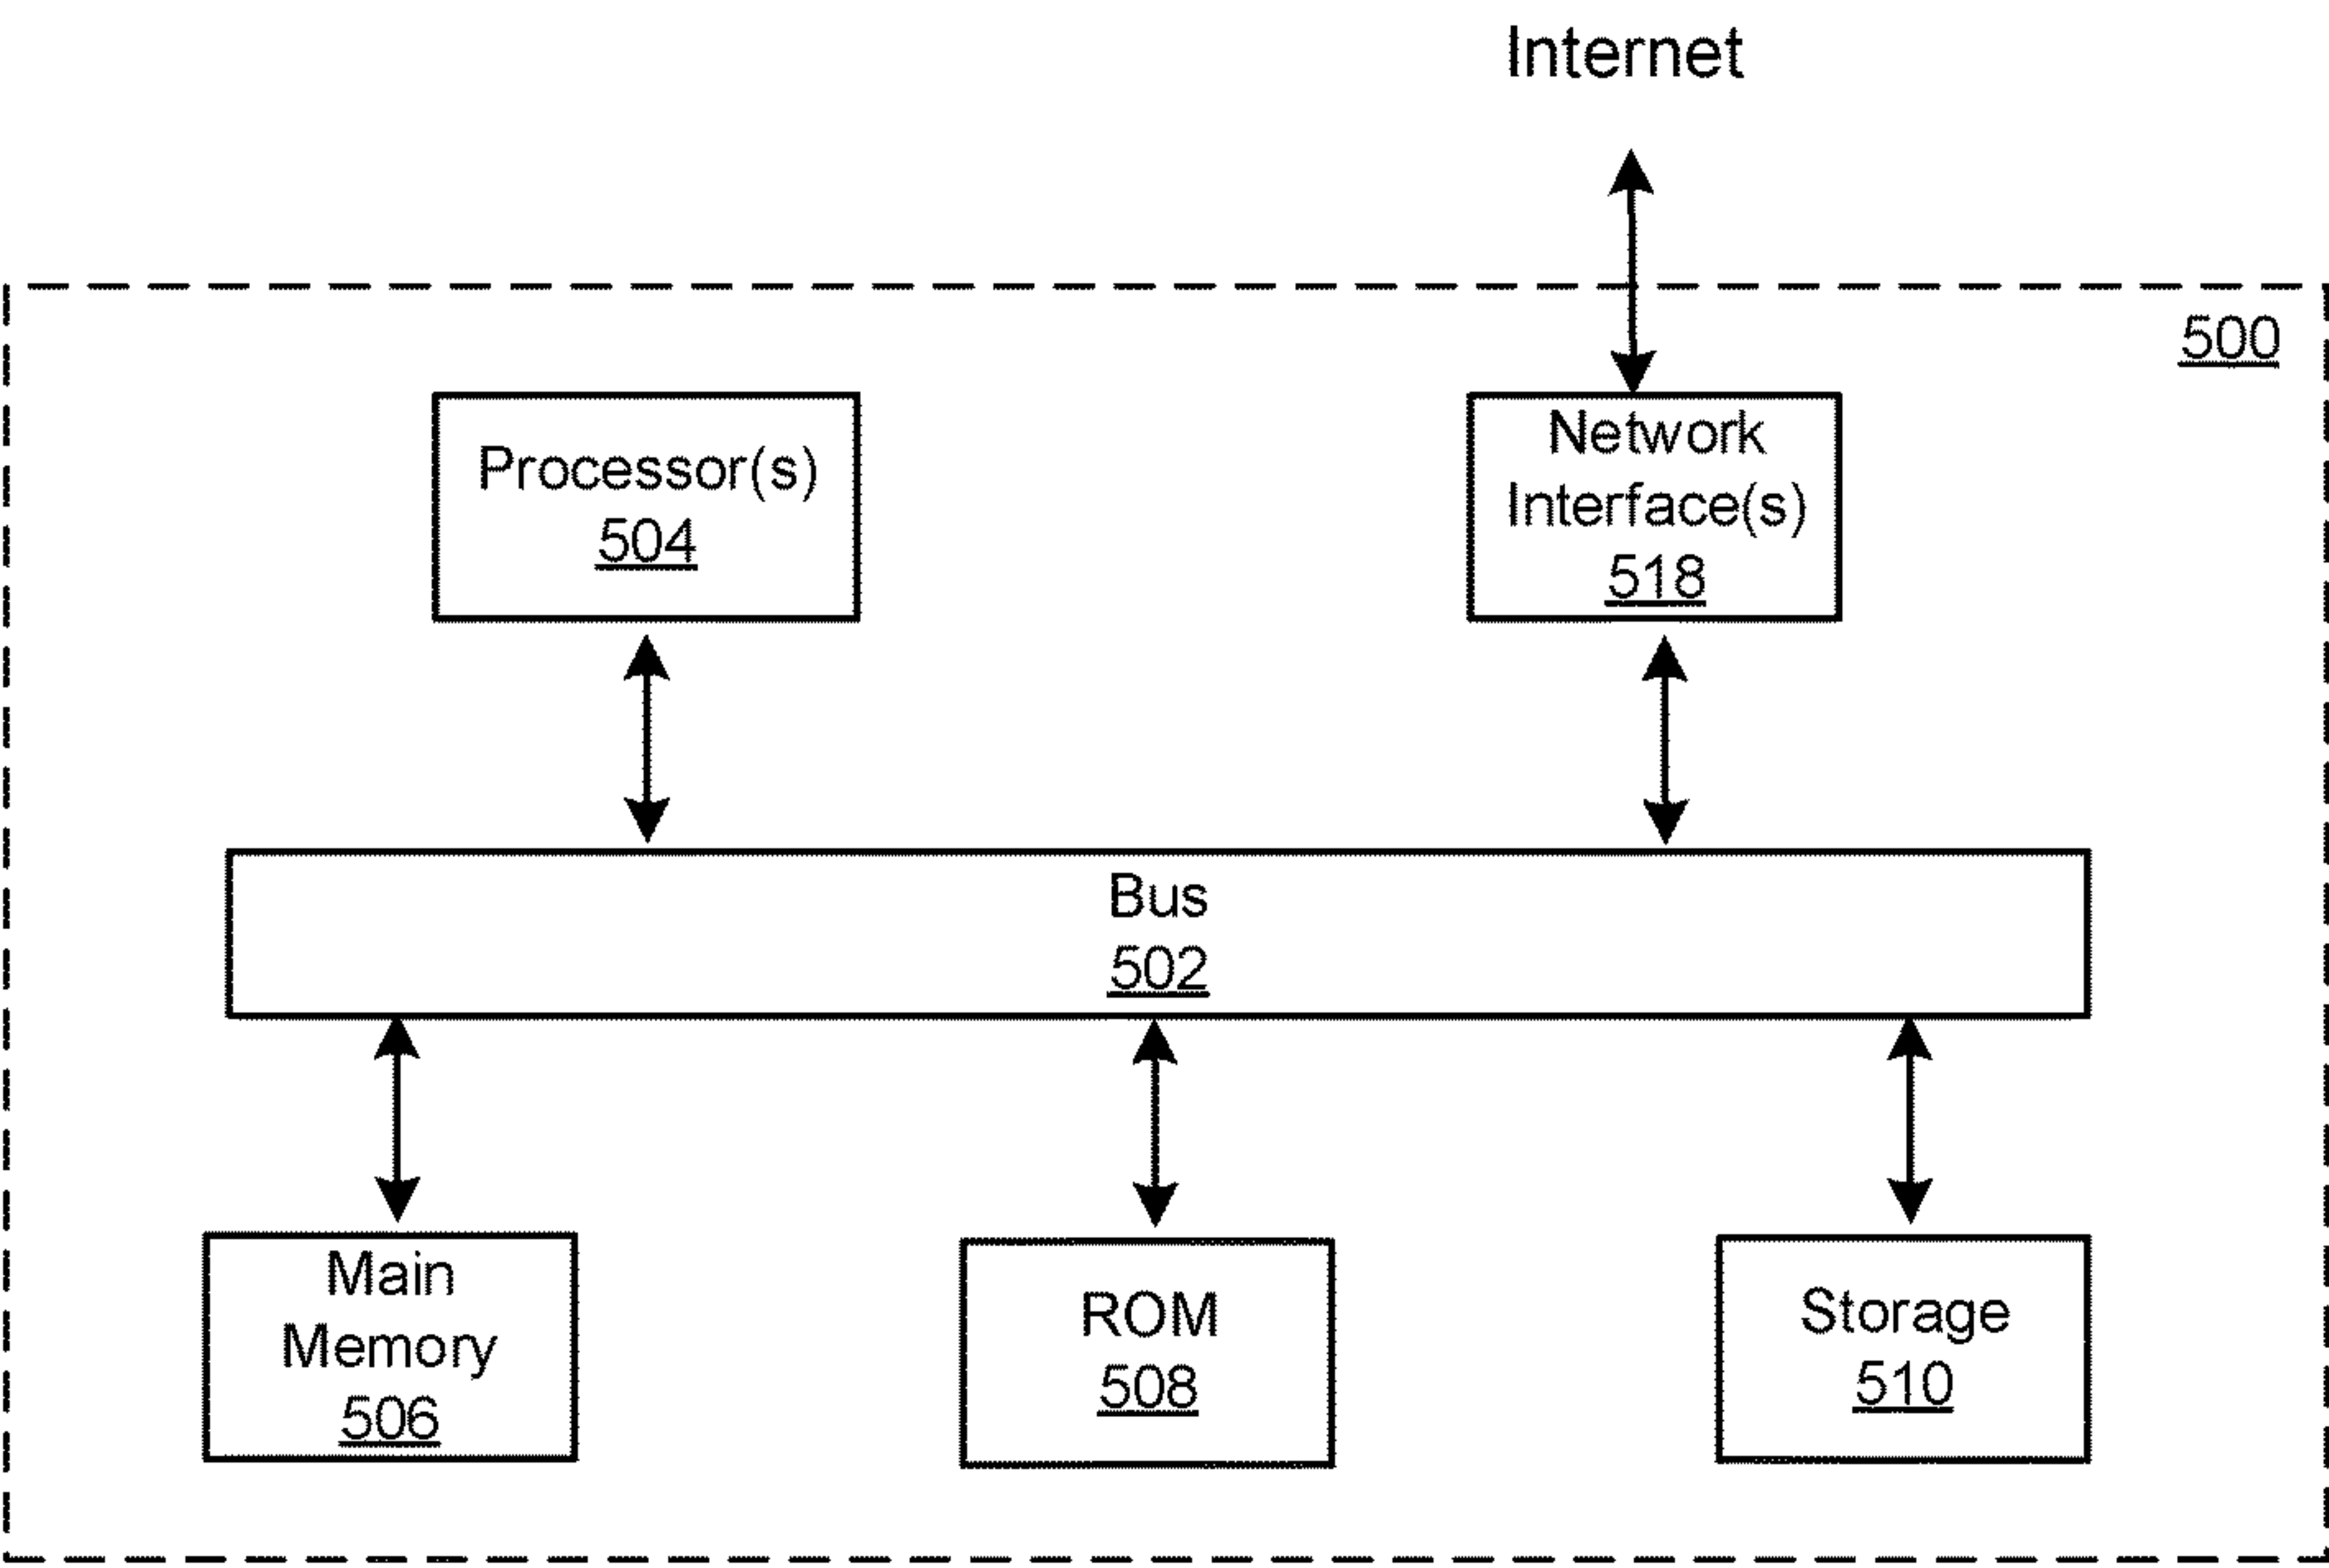 Internet
500
Processor(s)
504
Network
Interface(s)
518
Bus
502
Main
Memory
506
ROM
508
Storage
510